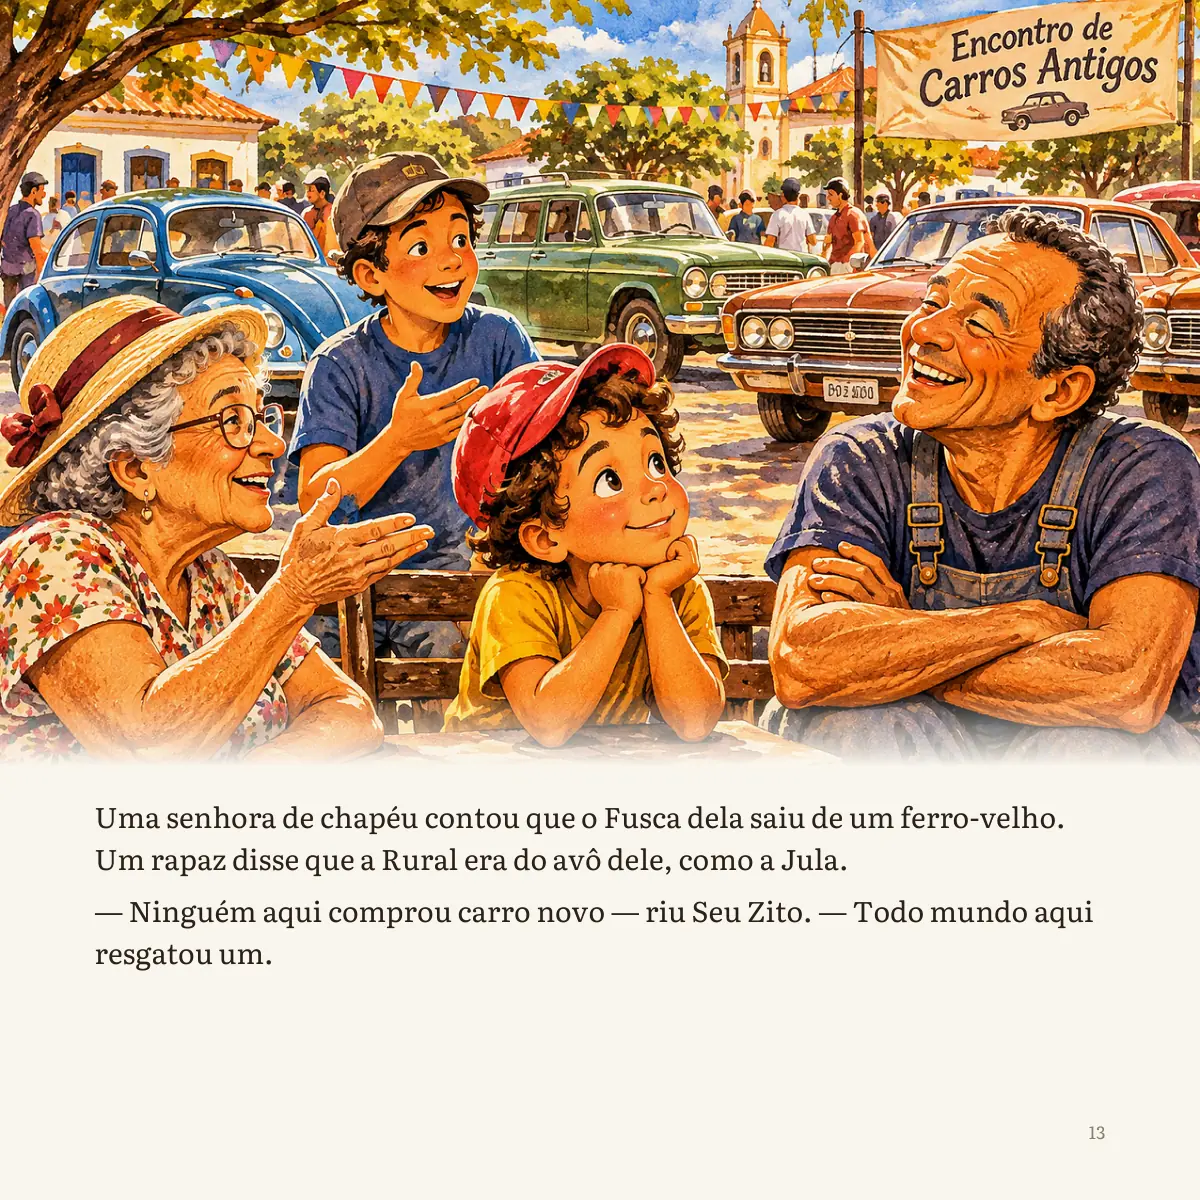 Encontro de
Carros Antigos
Uma senhora de chapéu contou que o Fusca dela saiu de um ferro-velho.
Um rapaz disse que a Rural era do avô dele, como a Jula.
— Ninguém aqui comprou carro novo — riu Seu Zito. — Todo mundo aqui
resgatou um.
13